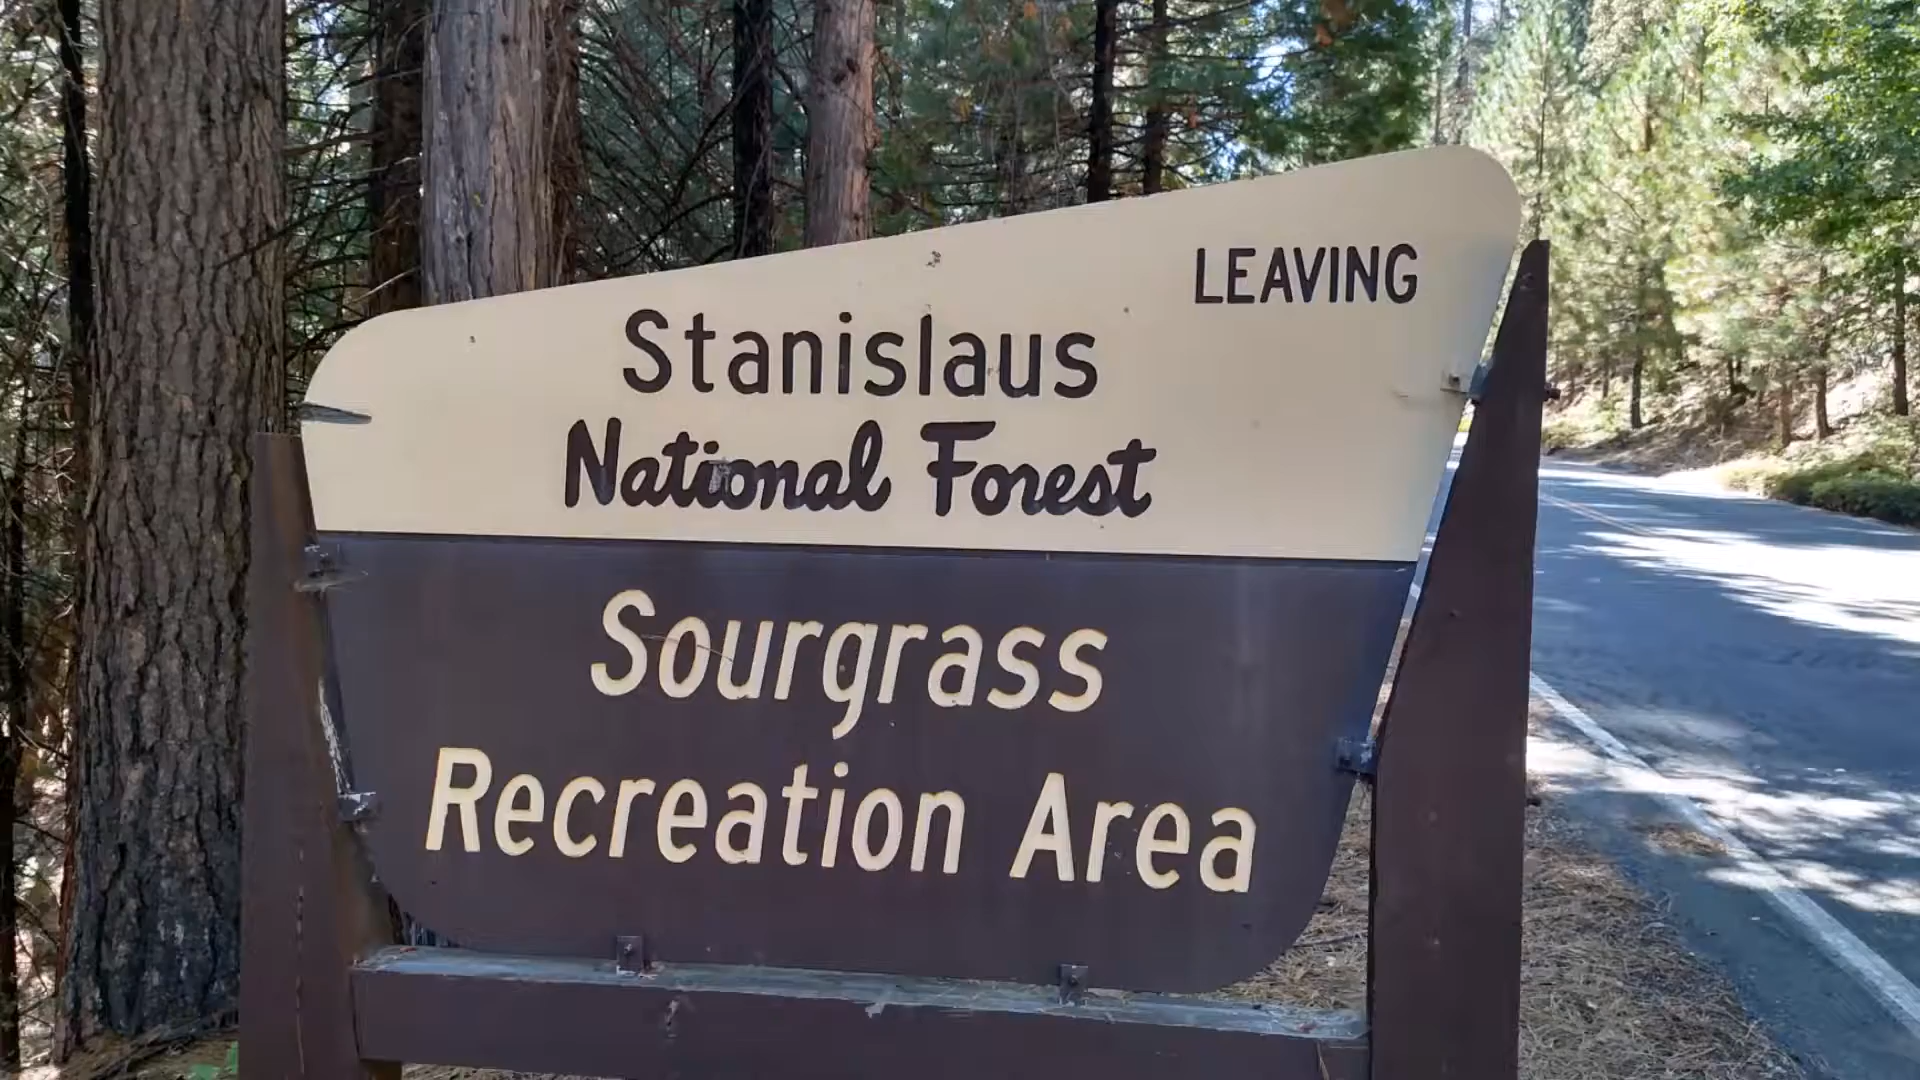 LEAVING
Stanislaus
National Forest
Sourgrass
Recreation Area